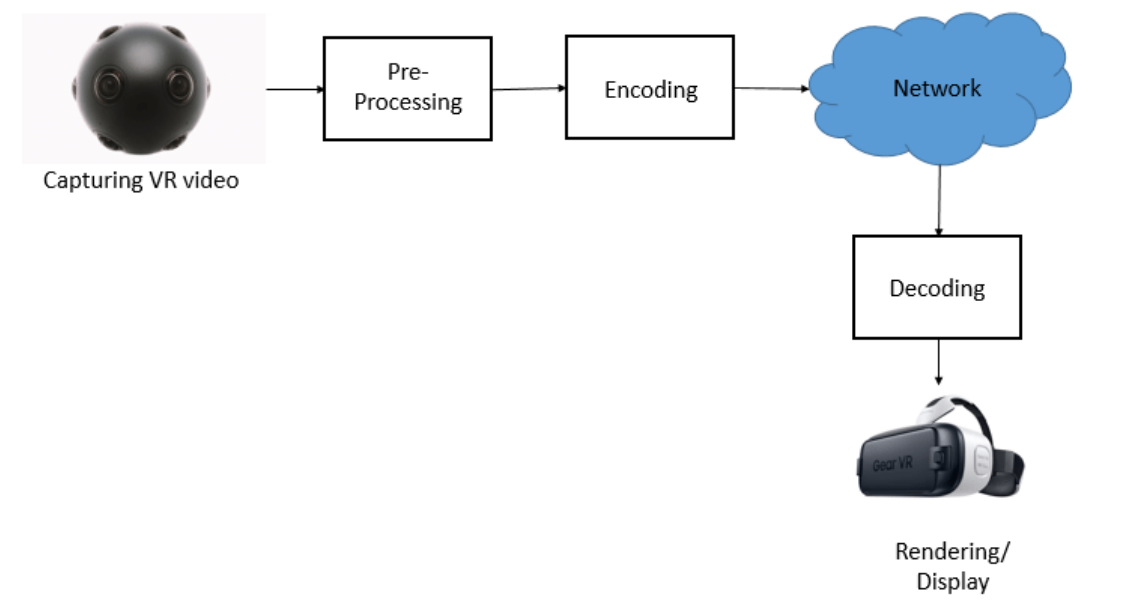 Capturing VR video
Pre-
Processing
Encoding
Network
Decoding
Gear VR
Rendering/
Display